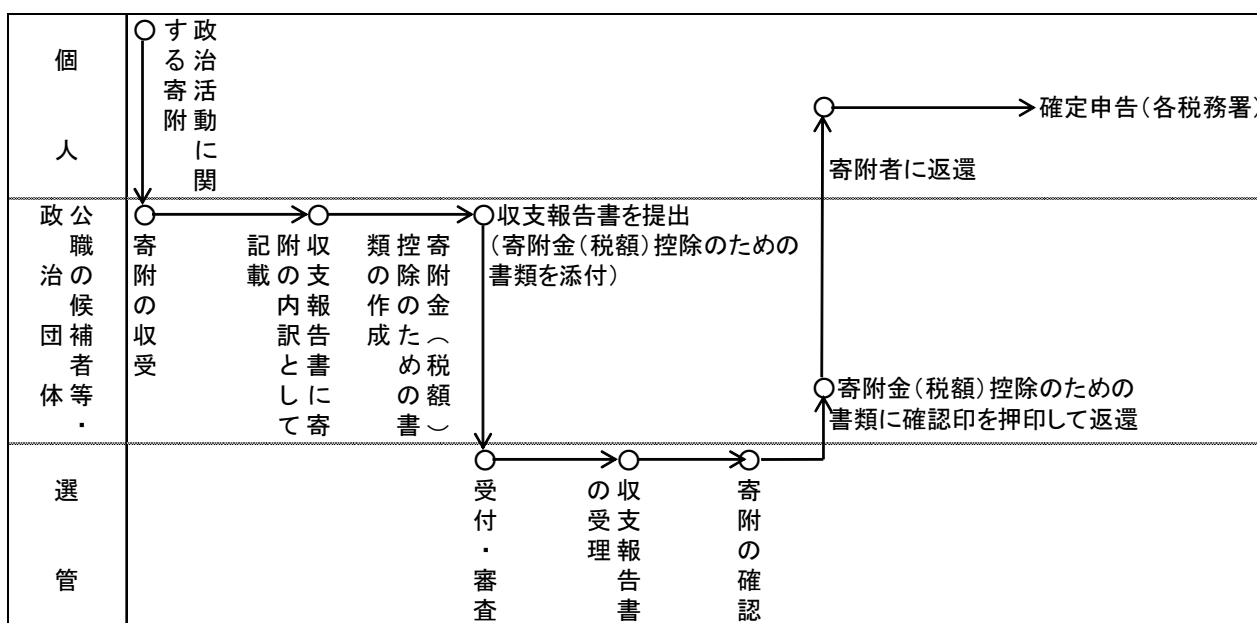 個人
政治活動に関
する寄附
確定申告（各税務署）
寄附者に返還
公職の候補者等・
政治団体
寄附の収受
収支報告書に寄
附の内訳として
記載
寄附金（税額）
控除のための書
類の作成
収支報告書を提出
（寄附金（税額）控除のための
書類を添付）
寄附金（税額）控除のための
書類に確認印を押印して返還
選管
受付・審査
収支報告書
の受理
寄附の確認